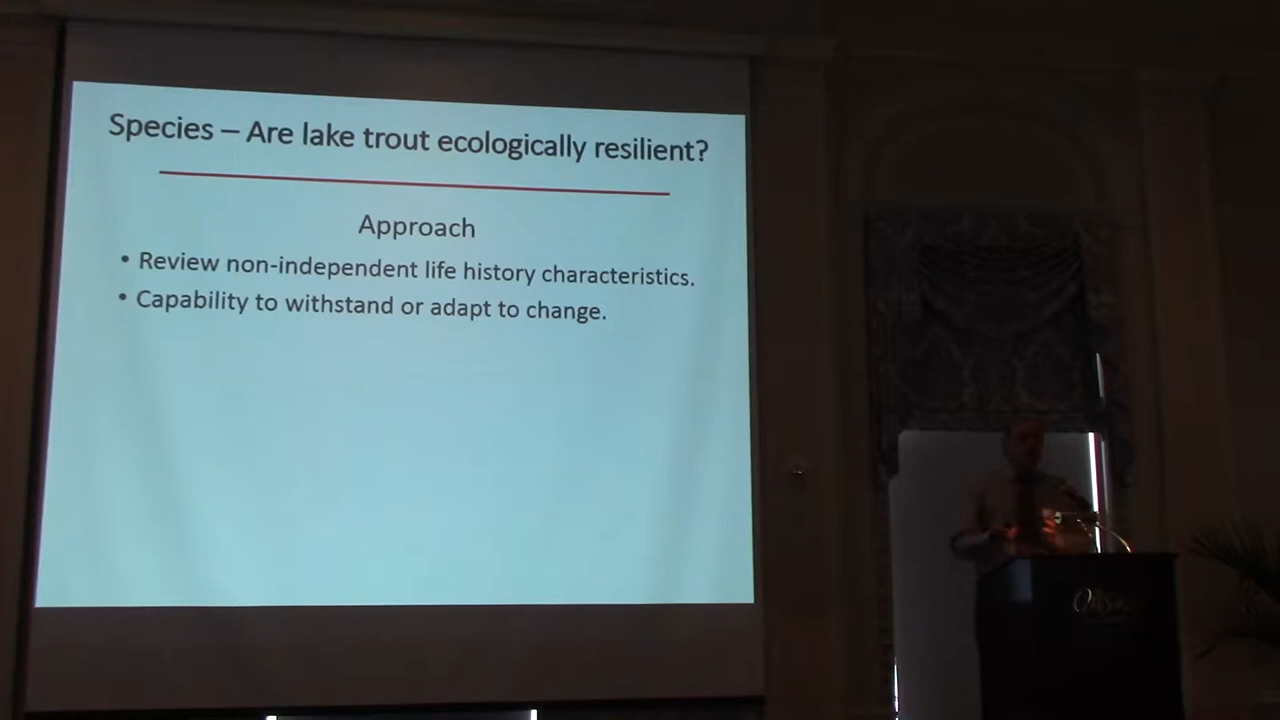 Species – Are lake trout ecologically resilient?
Approach
• Review non-independent life history characteristics.
• Capability to withstand or adapt to change.